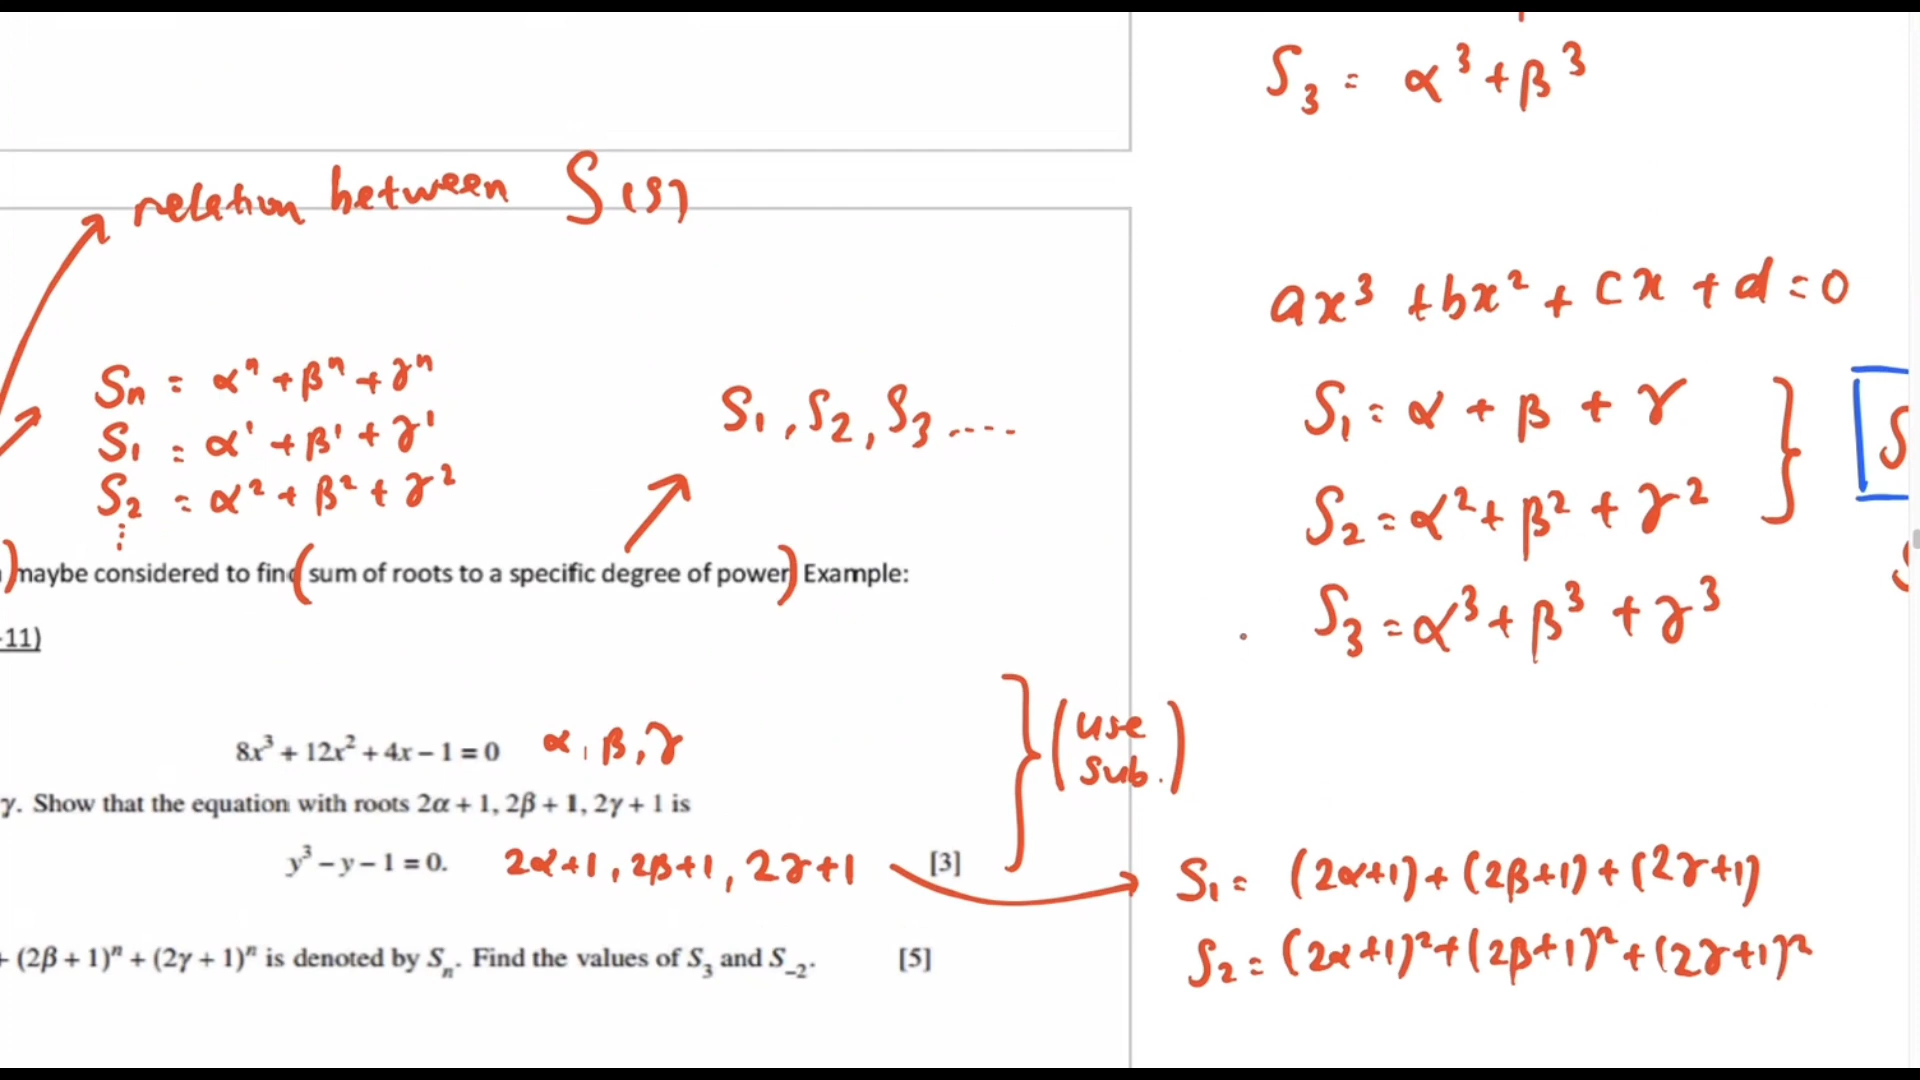 S₃ = α³ + β³
relation between S(s)
ax³ + bx² + cx + d = 0
Sₙ = αⁿ + βⁿ + γⁿ
S₁ = α¹ + β¹ + γ¹
S₂ = α² + β² + γ²
⋮
S₁, S₂, S₃ ....
S₁ = α + β + γ
S₂ = α² + β² + γ²
S₃ = α³ + β³ + γ³
S
) maybe considered to find (sum of roots to a specific degree of power) Example:
-11)
8x³ + 12x² + 4x – 1 = 0 α, β, γ
(use sub.)
γ. Show that the equation with roots 2α + 1, 2β + 1, 2γ + 1 is
y³ – y – 1 = 0. 2α+1, 2β+1, 2γ+1 [3]
S₁ = (2α+1) + (2β+1) + (2γ+1)
+ (2β + 1)ⁿ + (2γ + 1)ⁿ is denoted by Sₙ. Find the values of S₃ and S₋₂. [5]
S₂ = (2α+1)² + (2β+1)² + (2γ+1)²